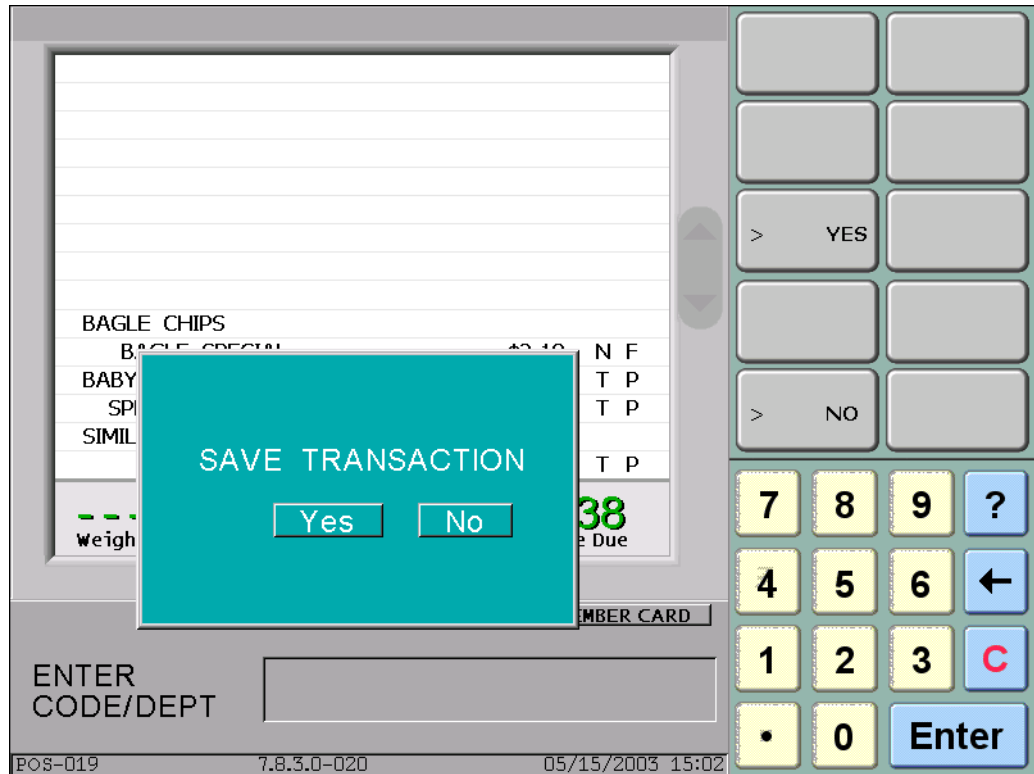 BAGLE CHIPS
N F
BABY
T P
SP
T P
SIMIL
T P
38
Weigh
Due
SAVE TRANSACTION
Yes No
MBER CARD
ENTER
CODE/DEPT
POS-019 7.8.3.0-020 05/15/2003 15:02
> YES
> NO
7 8 9 ?
4 5 6 ←
1 2 3 C
. 0 Enter